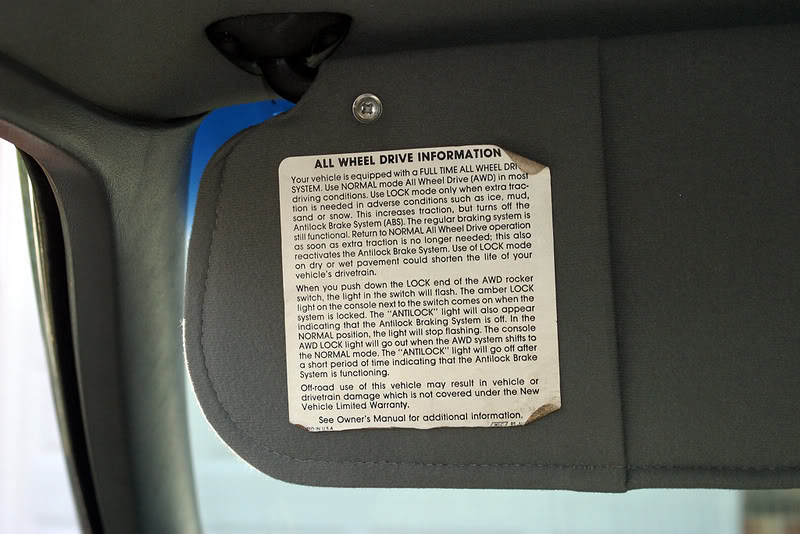 ALL WHEEL DRIVE INFORMATION
Your vehicle is equipped with a FULL TIME ALL WHEEL DRI
SYSTEM. Use NORMAL mode All Wheel Drive (AWD) in most
driving conditions. Use LOCK mode only when extra trac-
tion is needed in adverse conditions such as ice, mud,
sand or snow. This increases traction, but turns off the
Antilock Brake System (ABS). The regular braking system is
still functional. Return to NORMAL All Wheel Drive operation
as soon as extra traction is no longer needed; this also
reactivates the Antilock Brake System. Use of LOCK mode
on dry or wet pavement could shorten the life of your
vehicle's drivetrain.
When you push down the LOCK end of the AWD rocker
switch, the light in the switch will flash. The amber LOCK
light on the console next to the switch comes on when the
system is locked. The "ANTILOCK" light will also appear
indicating that the Antilock Braking System is off. In the
NORMAL position, the light will stop flashing. The console
AWD LOCK light will go out when the AWD system shifts to
the NORMAL mode. The "ANTILOCK" light will go off after
a short period of time indicating that the Antilock Brake
System is functioning.
Off-road use of this vehicle may result in vehicle or
drivetrain damage which is not covered under the New
Vehicle Limited Warranty.
See Owner's Manual for additional information.
IN U.S.A.